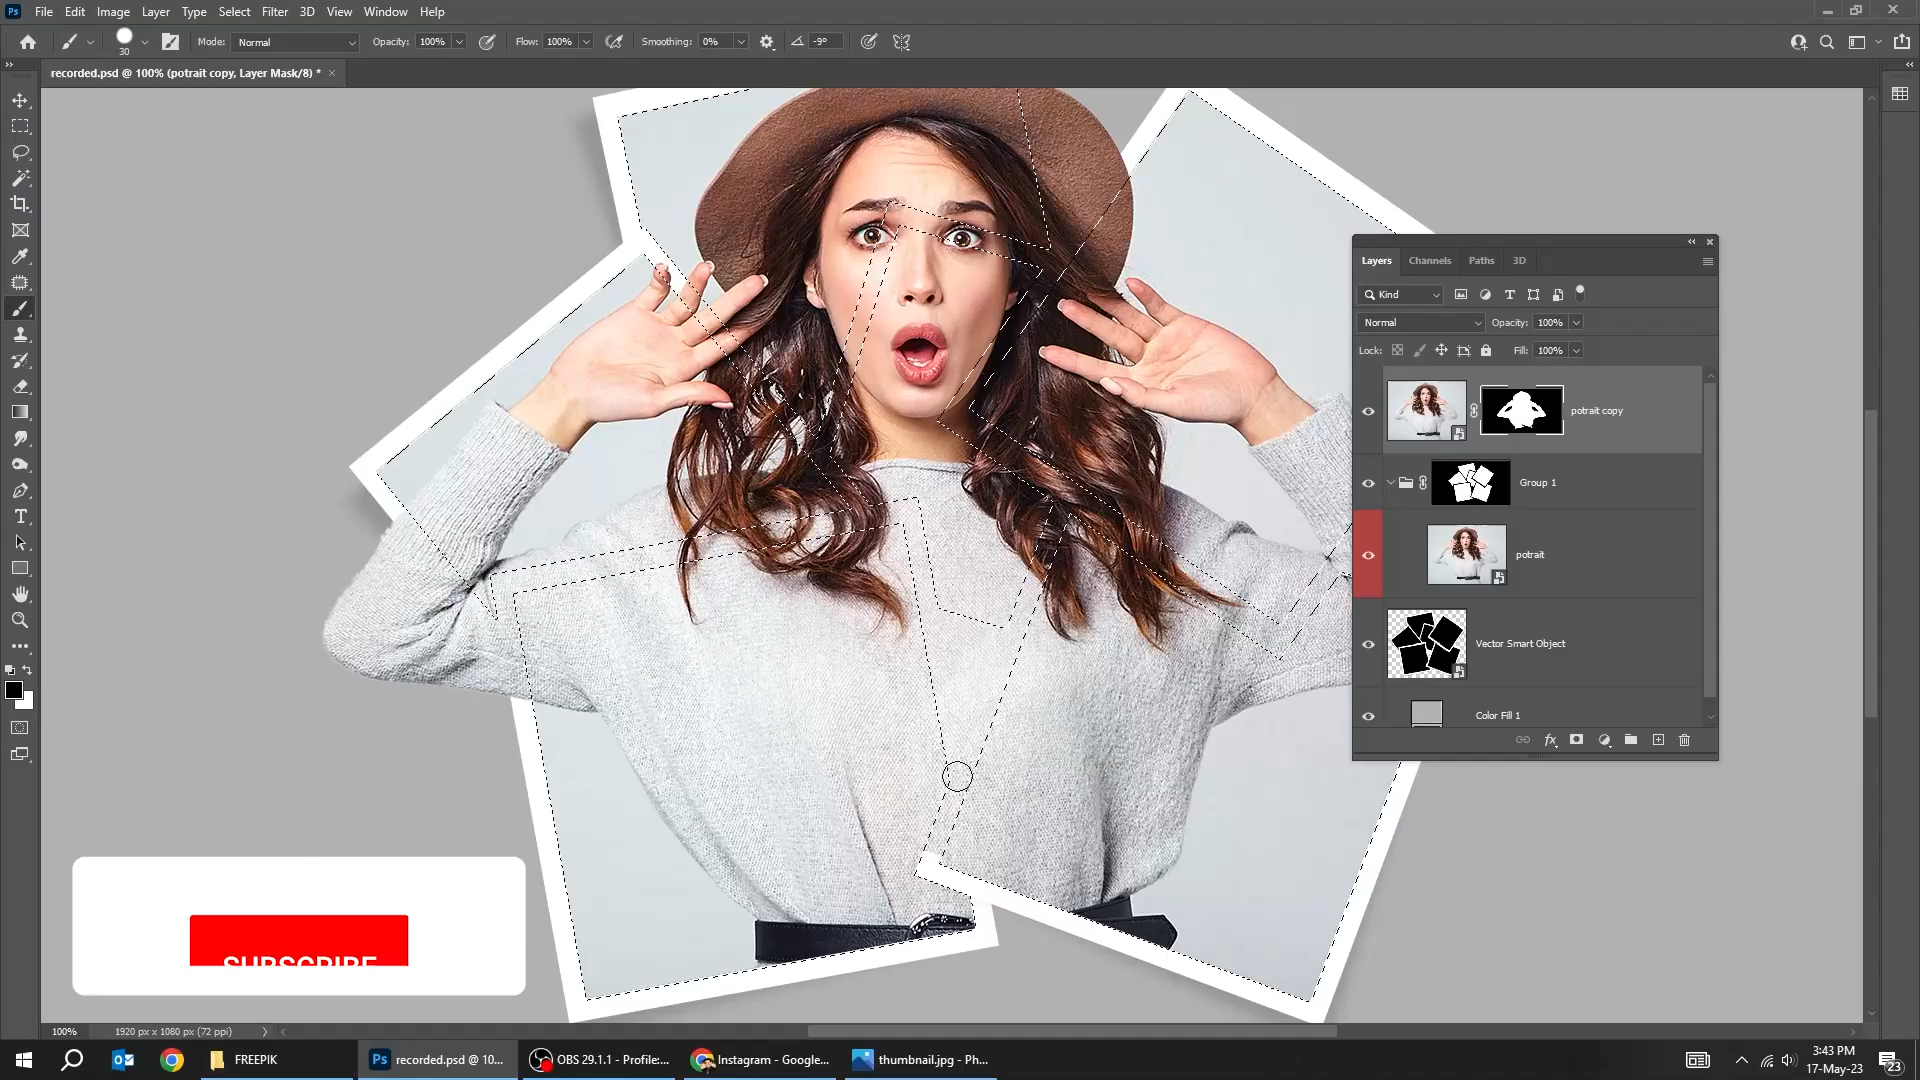 Ps File Edit Image Layer Type Select Filter 3D View Window Help
30 Mode: Normal Opacity: 100% Flow: 100% Smoothing: 0% -9°
recorded.psd @ 100% (potrait copy, Layer Mask/8) *
Layers Channels Paths 3D
Kind
Normal Opacity: 100%
Lock: Fill: 100%
potrait copy
Group 1
potrait
Vector Smart Object
Color Fill 1
fx
SUBSCRIBE
100% 1920 px x 1080 px (72 ppi)
FREEPIK Ps recorded.psd @ 10... OBS 29.1.1 - Profile:... Instagram - Google... thumbnail.jpg - Ph...
3:43 PM
17-May-23
23